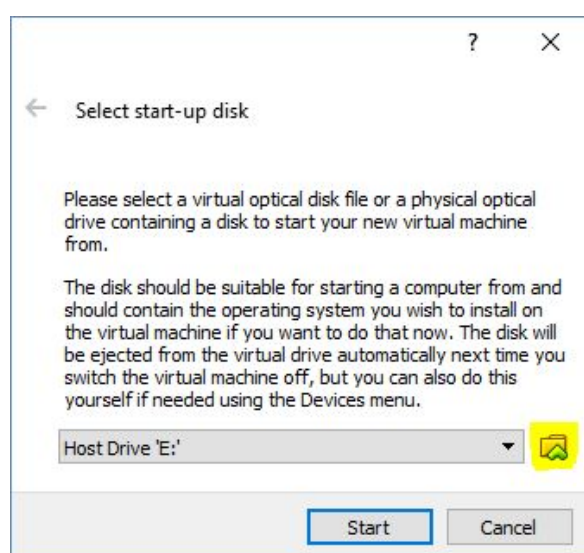 ?
Select start-up disk
Please select a virtual optical disk file or a physical optical
drive containing a disk to start your new virtual machine
from.
The disk should be suitable for starting a computer from and
should contain the operating system you wish to install on
the virtual machine if you want to do that now. The disk will
be ejected from the virtual drive automatically next time you
switch the virtual machine off, but you can also do this
yourself if needed using the Devices menu.
Host Drive 'E:'
Start Cancel